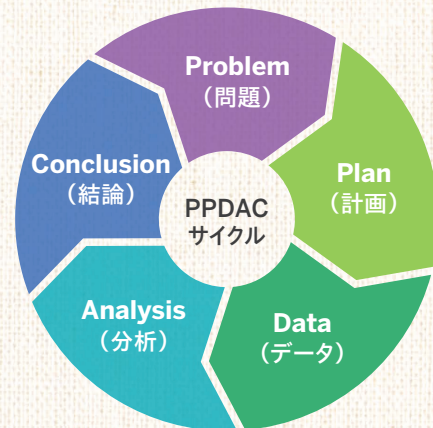 Problem
（問題）
Plan
（計画）
Data
（データ）
Analysis
（分析）
Conclusion
（結論）
PPDAC
サイクル